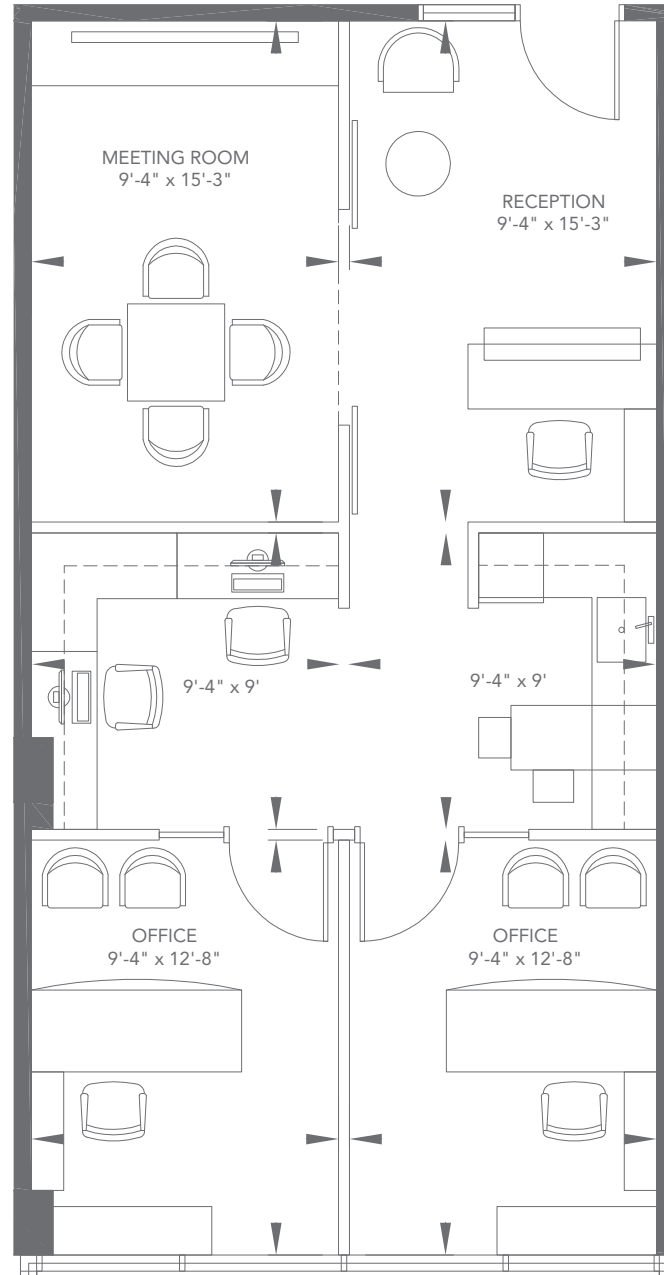 MEETING ROOM
9'-4" x 15'-3"
RECEPTION
9'-4" x 15'-3"
9'-4" x 9'
9'-4" x 9'
OFFICE
9'-4" x 12'-8"
OFFICE
9'-4" x 12'-8"